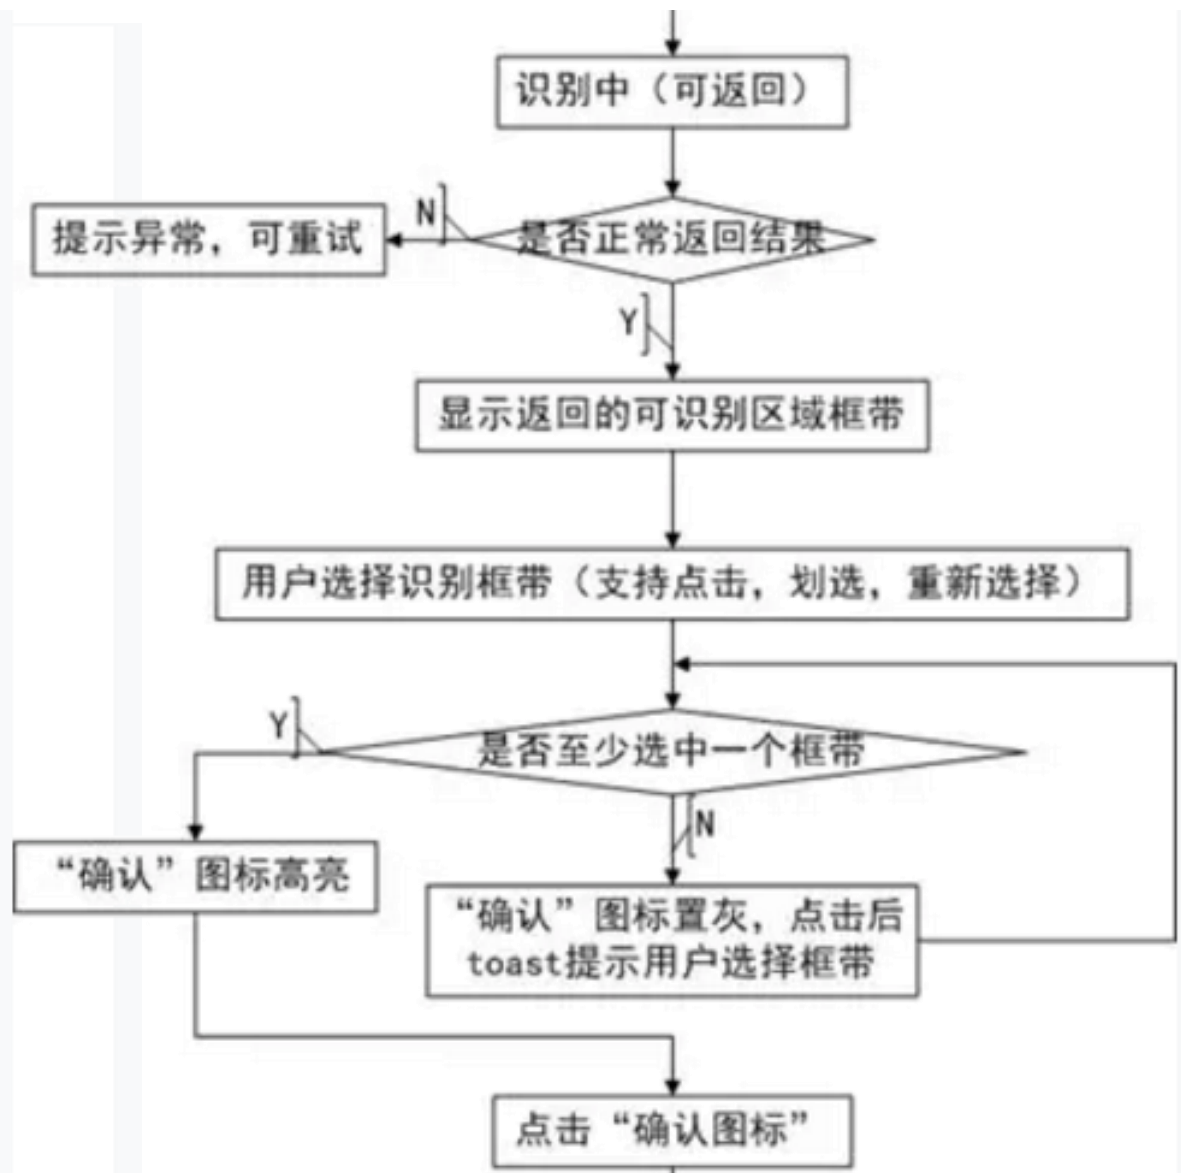 识别中（可返回）
N
是否正常返回结果
提示异常，可重试
Y
显示返回的可识别区域框带
用户选择识别框带（支持点击，划选，重新选择）
Y
是否至少选中一个框带
N
“确认”图标高亮
“确认”图标置灰，点击后
toast提示用户选择框带
点击“确认图标”